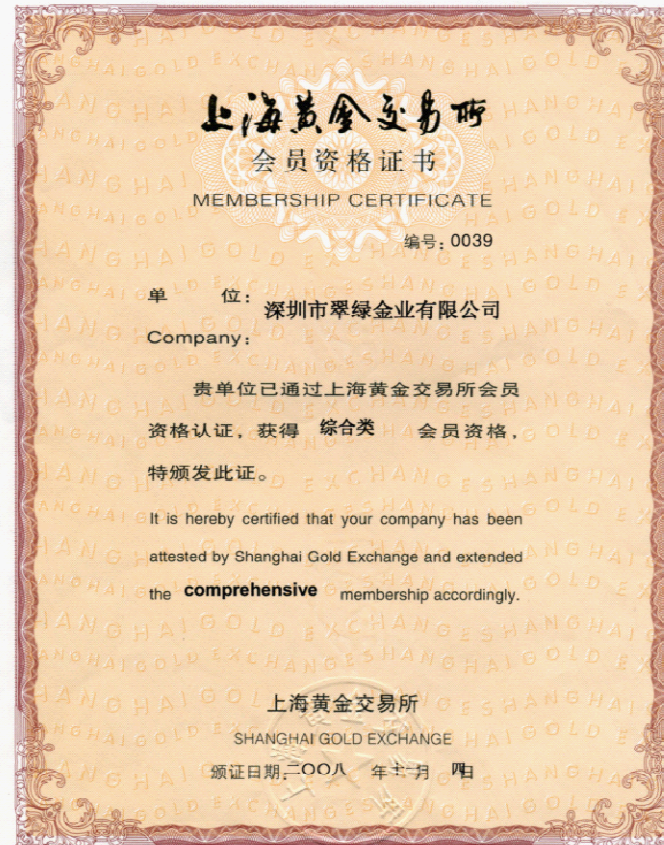 上海黄金交易所
会员资格证书
MEMBERSHIP CERTIFICATE
编号：0039
单 位：
深圳市翠绿金业有限公司
Company：
贵单位已通过上海黄金交易所会员
资格认证，获得 综合类 会员资格，
特颁发此证。
It is hereby certified that your company has been
attested by Shanghai Gold Exchange and extended
the comprehensive membership accordingly.
上海黄金交易所
SHANGHAI GOLD EXCHANGE
颁证日期：二〇〇八 年十一月 四日